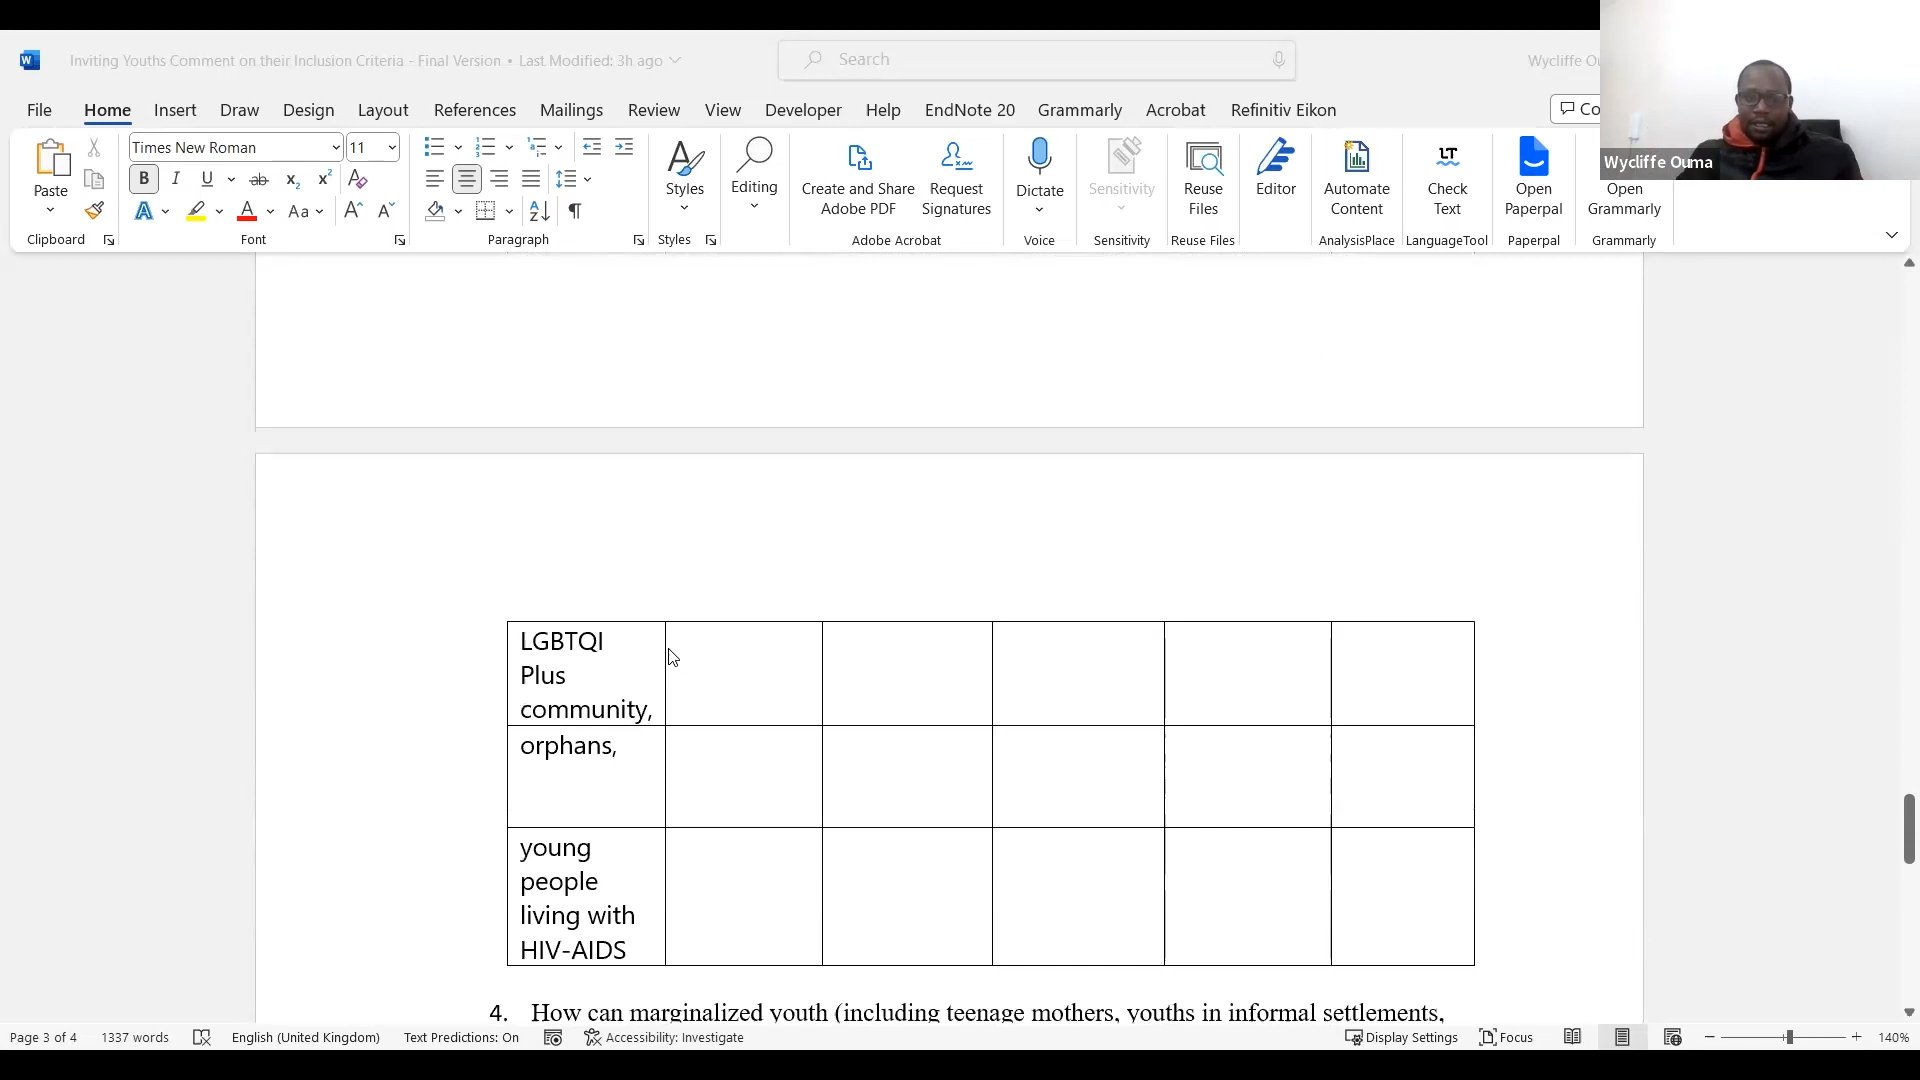 W
Inviting Youths Comment on their Inclusion Criteria - Final Version • Last Modified: 3h ago
Search
Wycliffe Ou
File Home Insert Draw Design Layout References Mailings Review View Developer Help EndNote 20 Grammarly Acrobat Refinitiv Eikon
Co
Wycliffe Ouma
Paste
Times New Roman 11
B I U ab x₂ x² A
A A Aa A A
Styles
Editing
Create and Share
Adobe PDF
Request
Signatures
Dictate
Sensitivity
Reuse
Files
Editor
Automate
Content
LT
Check
Text
Open
Paperpal
Open
Grammarly
Clipboard Font Paragraph Styles Adobe Acrobat Voice Sensitivity Reuse Files AnalysisPlace LanguageTool Paperpal Grammarly
LGBTQI
Plus
community,
orphans,
young
people
living with
HIV-AIDS
4. How can marginalized youth (including teenage mothers, youths in informal settlements,
Page 3 of 4 1337 words English (United Kingdom) Text Predictions: On Accessibility: Investigate Display Settings Focus 140%